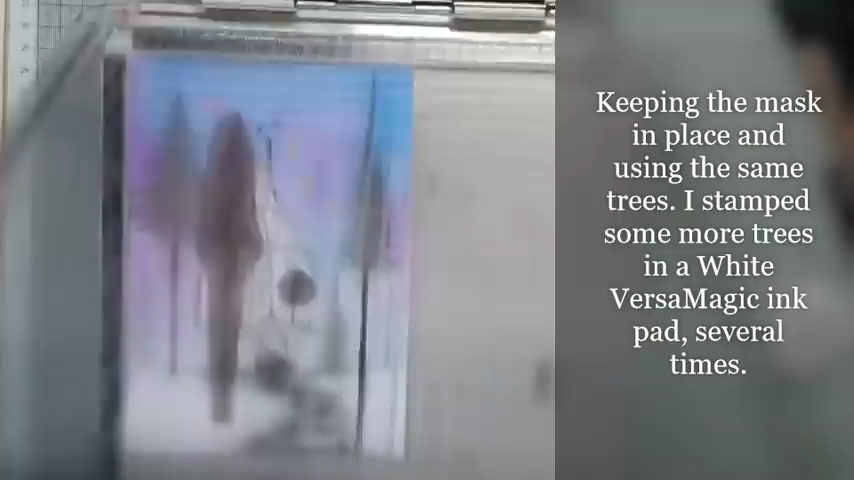 Keeping the mask
in place and
using the same
trees. I stamped
some more trees
in a White
VersaMagic ink
pad, several
times.